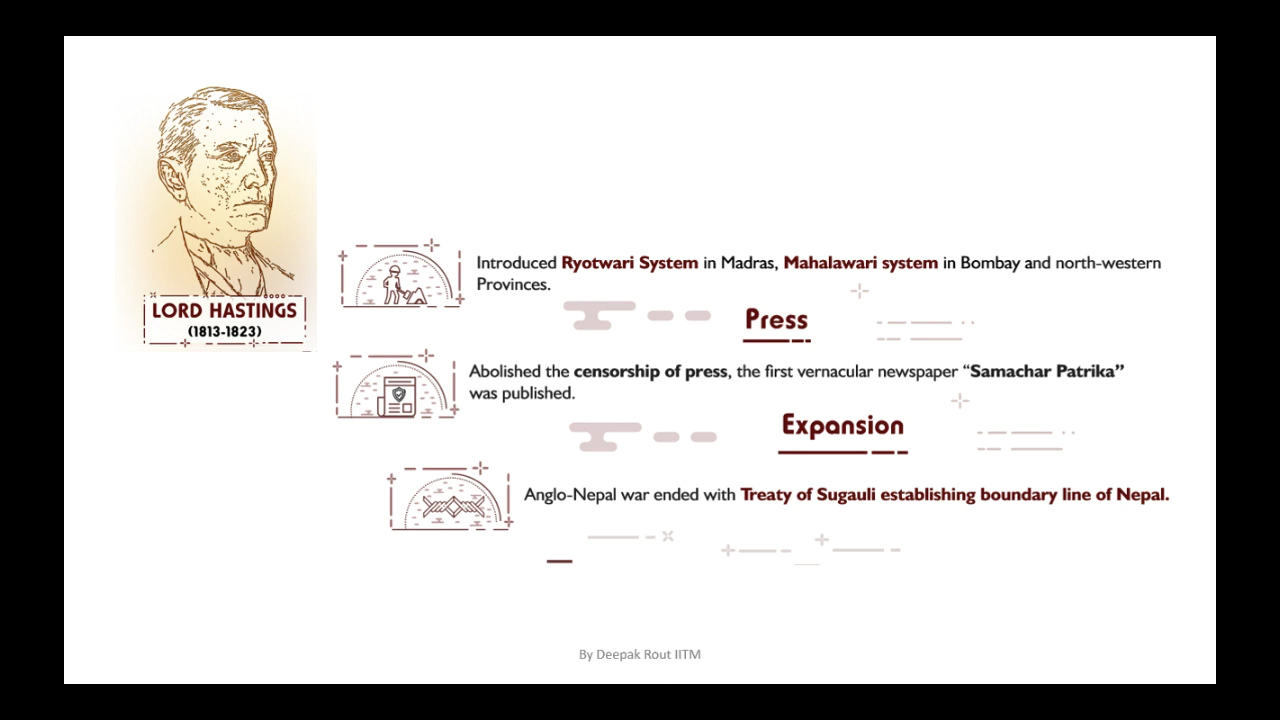 LORD HASTINGS
(1813-1823)
Introduced Ryotwari System in Madras, Mahalawari system in Bombay and north-western
Provinces.
Press
Abolished the censorship of press, the first vernacular newspaper “Samachar Patrika”
was published.
Expansion
Anglo-Nepal war ended with Treaty of Sugauli establishing boundary line of Nepal.
By Deepak Rout IITM